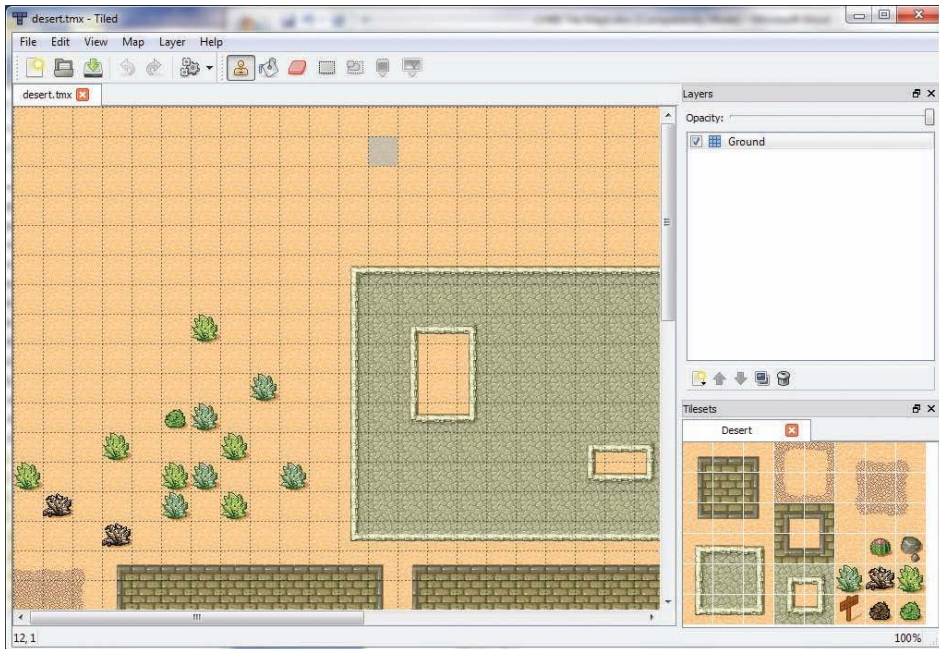 desert.tmx - Tiled
File Edit View Map Layer Help
desert.tmx
Layers
Opacity:
Ground
Tilesets
Desert
12, 1
100%